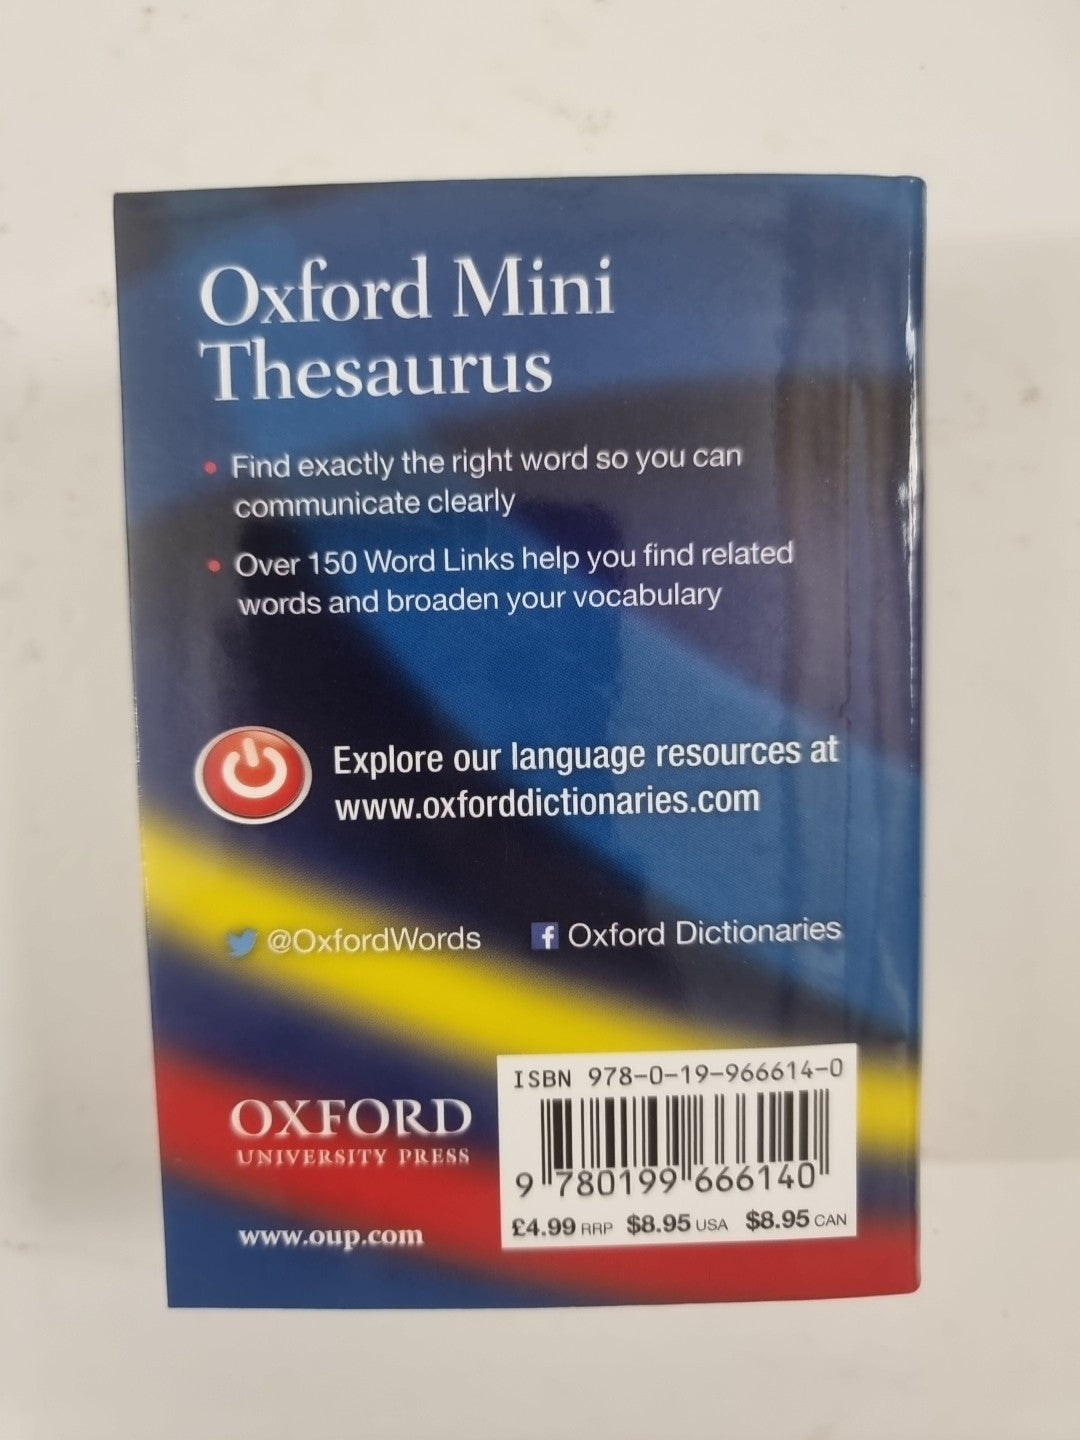 Oxford Mini
Thesaurus
• Find exactly the right word so you can
communicate clearly
• Over 150 Word Links help you find related
words and broaden your vocabulary
Explore our language resources at
www.oxforddictionaries.com
@OxfordWords
f Oxford Dictionaries
OXFORD
UNIVERSITY PRESS
www.oup.com
ISBN 978-0-19-966614-0
9 780199 666140
£4.99 RRP $8.95 USA $8.95 CAN